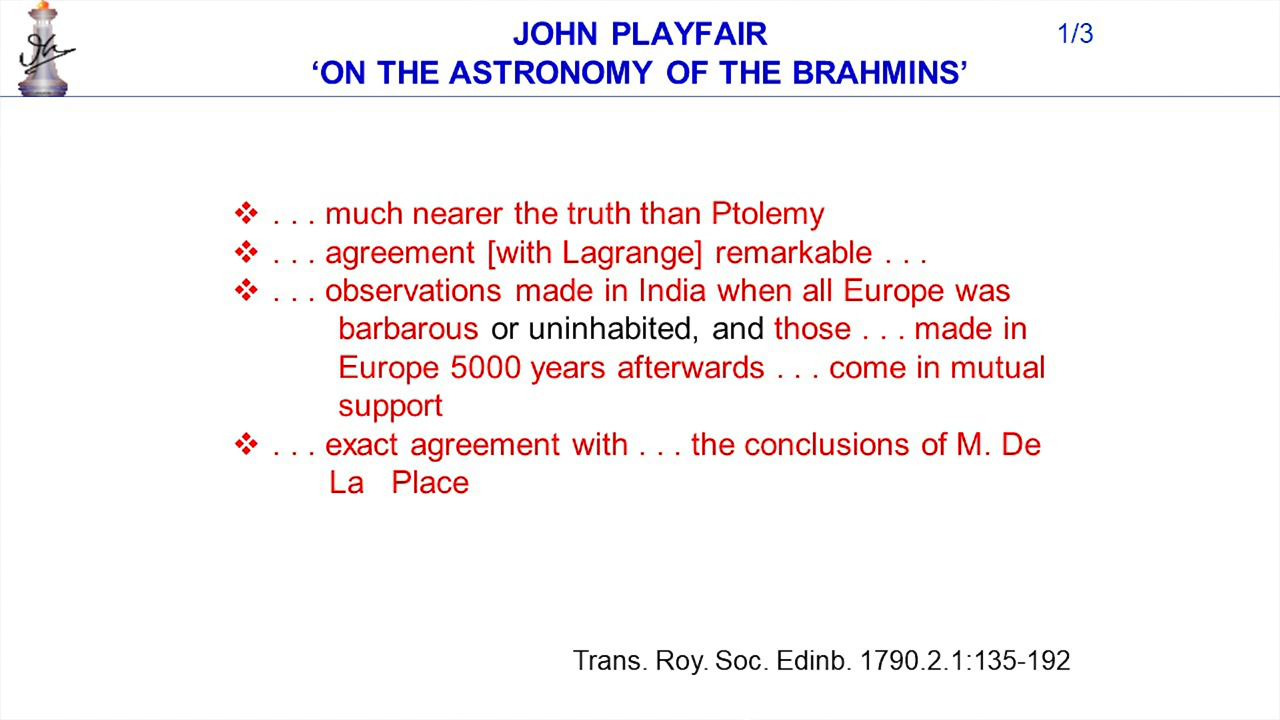 JOHN PLAYFAIR
1/3
‘ON THE ASTRONOMY OF THE BRAHMINS’
❖ . . . much nearer the truth than Ptolemy
❖ . . . agreement [with Lagrange] remarkable . . .
❖ . . . observations made in India when all Europe was
barbarous or uninhabited, and those . . . made in
Europe 5000 years afterwards . . . come in mutual
support
❖ . . . exact agreement with . . . the conclusions of M. De
La Place
Trans. Roy. Soc. Edinb. 1790.2.1:135-192